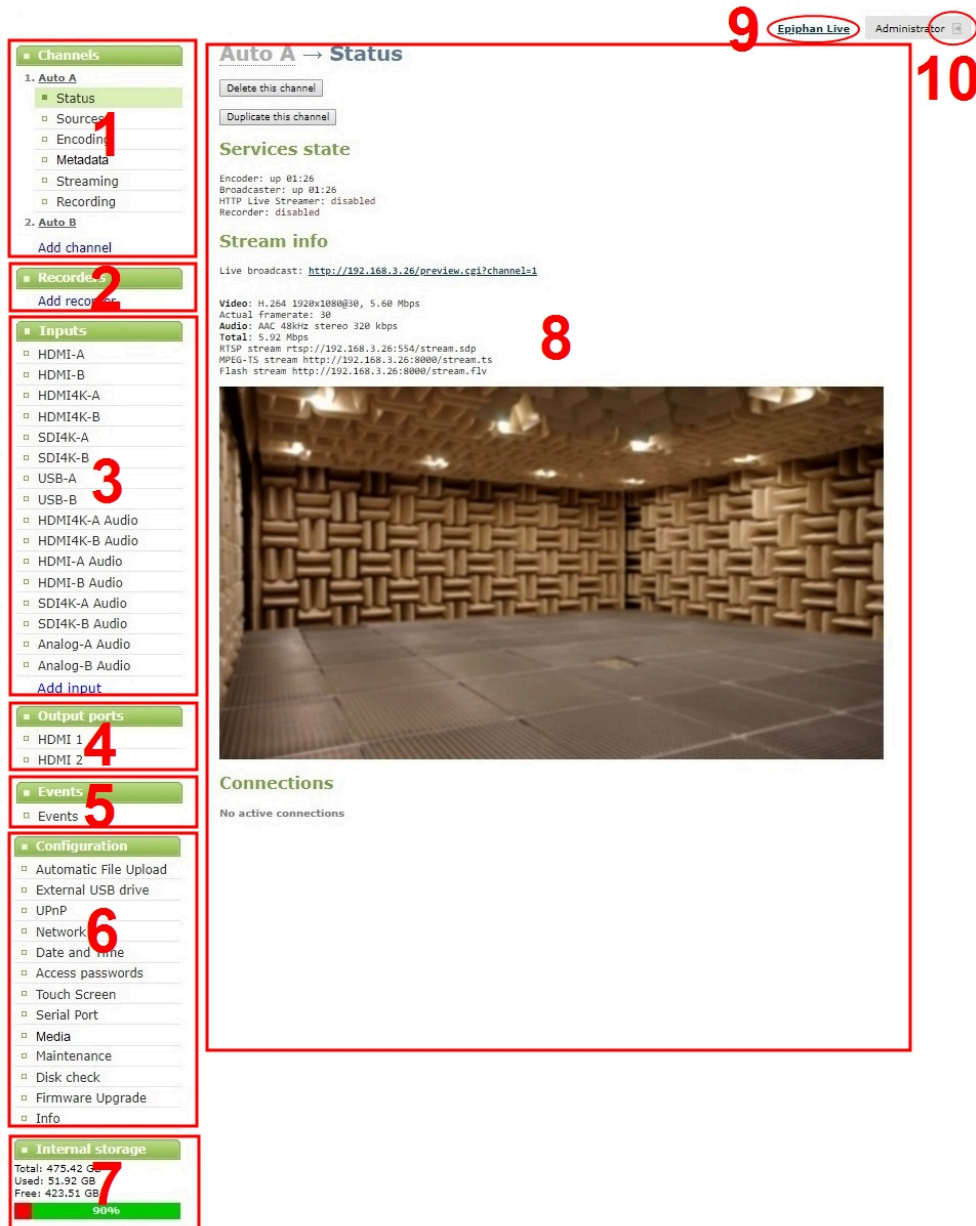 9
Epiphan Live
Administrator
10
Channels
1. Auto A
Status
Sources
Encoding
Metadata
Streaming
Recording
2. Auto B
Add channel
1
Recorders
Add recorder
2
Inputs
HDMI-A
HDMI-B
HDMI4K-A
HDMI4K-B
SDI4K-A
SDI4K-B
USB-A
USB-B
HDMI4K-A Audio
HDMI4K-B Audio
HDMI-A Audio
HDMI-B Audio
SDI4K-A Audio
SDI4K-B Audio
Analog-A Audio
Analog-B Audio
Add input
3
Output ports
HDMI 1
HDMI 2
4
Events
Events
5
Configuration
Automatic File Upload
External USB drive
UPnP
Network
Date and Time
Access passwords
Touch Screen
Serial Port
Media
Maintenance
Disk check
Firmware Upgrade
Info
6
Internal storage
Total: 475.42 GB
Used: 51.92 GB
Free: 423.51 GB
90%
7
Auto A → Status
Delete this channel
Duplicate this channel
Services state
Encoder: up 01:26
Broadcaster: up 01:26
HTTP Live Streamer: disabled
Recorder: disabled
Stream info
Live broadcast: http://192.168.3.26/preview.cgi?channel=1
Video: H.264 1920x1080@30, 5.60 Mbps
Actual framerate: 30
Audio: AAC 48kHz stereo 320 kbps
Total: 5.92 Mbps
RTSP stream rtsp://192.168.3.26:554/stream.sdp
MPEG-TS stream http://192.168.3.26:8000/stream.ts
Flash stream http://192.168.3.26:8000/stream.flv
8
Connections
No active connections